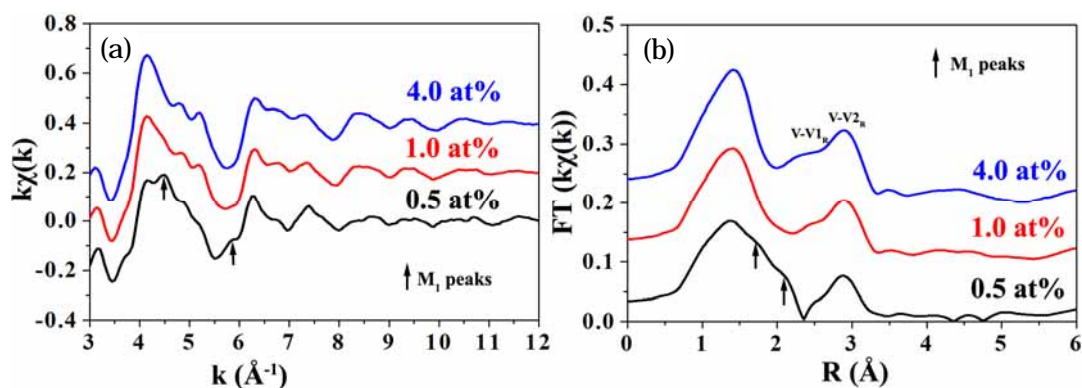 (a)
kχ(k)
0.8
0.6
0.4
0.2
0.0
-0.2
-0.4
4.0 at%
1.0 at%
0.5 at%
↑ M₁ peaks
3 4 5 6 7 8 9 10 11 12
k (Å⁻¹)
(b)
FT (kχ(k))
0.5
0.4
0.3
0.2
0.1
0.0
↑ M₁ peaks
V-V1_R
V-V2_R
4.0 at%
1.0 at%
0.5 at%
0 1 2 3 4 5 6
R (Å)